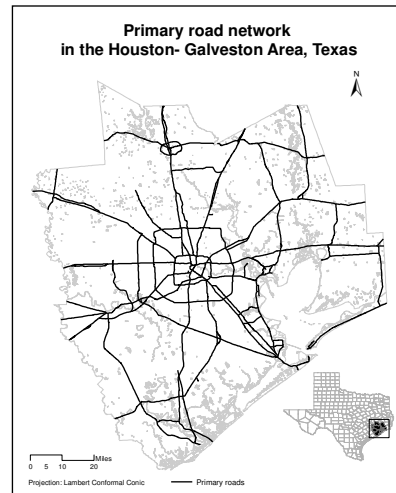 Primary road network
in the Houston- Galveston Area, Texas
N
Miles
0 5 10 20
Projection: Lambert Conformal Conic
Primary roads